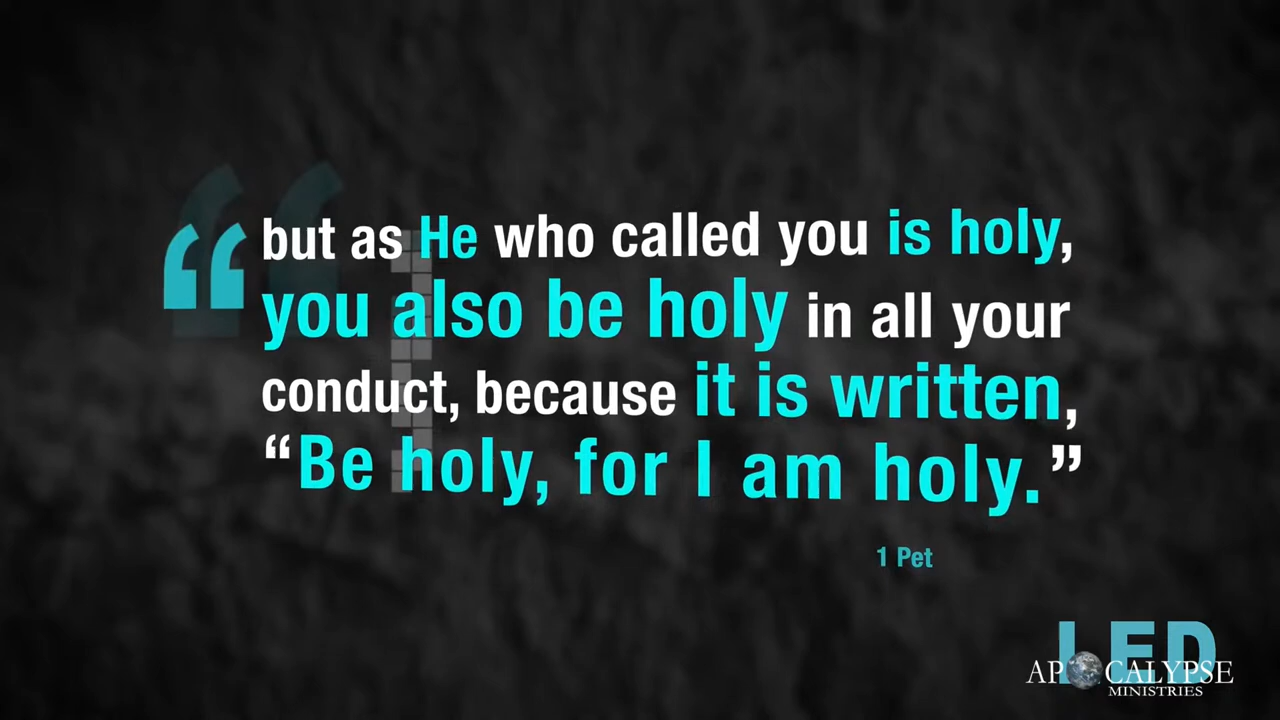 “
but as He who called you is holy,
you also be holy in all your
conduct, because it is written,
“Be holy, for I am holy.”
1 Pet
LED
APOCALYPSE
MINISTRIES